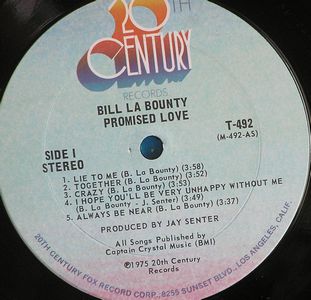 20TH
CENTURY
RECORDS
BILL LA BOUNTY
PROMISED LOVE
SIDE I
STEREO
T-492
(M-492-AS)
1. LIE TO ME (B. La Bounty) (3:58)
2. TOGETHER (B. La Bounty) (3:52)
3. CRAZY (B. La Bounty) (3:53)
4. I HOPE YOU'LL BE VERY UNHAPPY WITHOUT ME
(B. La Bounty - J. Senter) (3:49)
5. ALWAYS BE NEAR (B. La Bounty) (3:37)
PRODUCED BY JAY SENTER
All Songs Published by
Captain Crystal Music (BMI)
℗1975 20th Century
Records
20TH CENTURY FOX RECORD CORP., 8255 SUNSET BLVD., LOS ANGELES, CALIF.